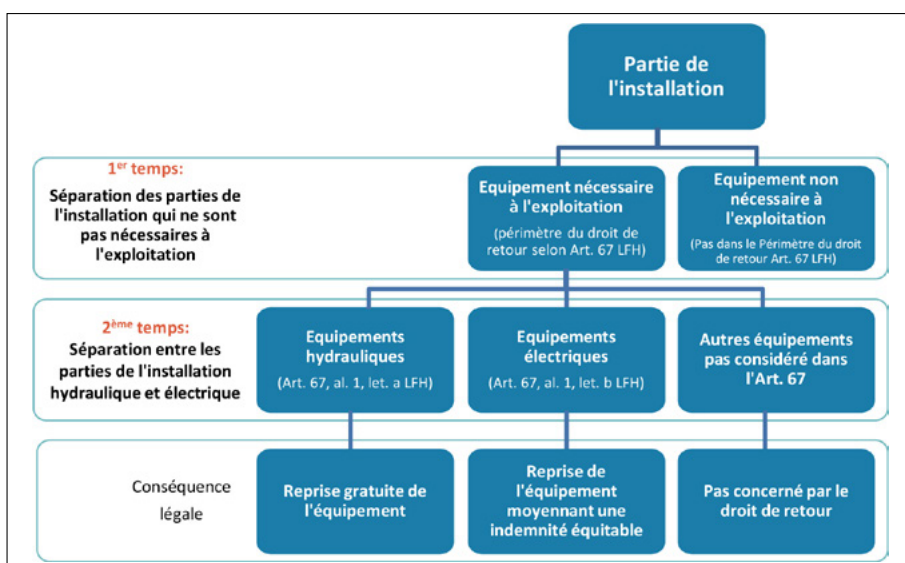 Partie de
l'installation
1er temps:
Séparation des parties de
l'installation qui ne sont
pas nécessaires à
l'exploitation
Equipement nécessaire
à l'exploitation
(périmètre du droit de
retour selon Art. 67 LFH)
Equipement non
nécessaire à
l'exploitation
(Pas dans le Périmètre du droit
de retour Art. 67 LFH)
2ème temps:
Séparation entre les
parties de l'installation
hydraulique et électrique
Equipements
hydrauliques
(Art. 67, al. 1, let. a LFH)
Equipements
électriques
(Art. 67, al. 1, let. b LFH)
Autres équipements
pas considéré dans
l'Art. 67
Conséquence
légale
Reprise gratuite de
l'équipement
Reprise de
l'équipement
moyennant une
indemnité équitable
Pas concerné par le
droit de retour